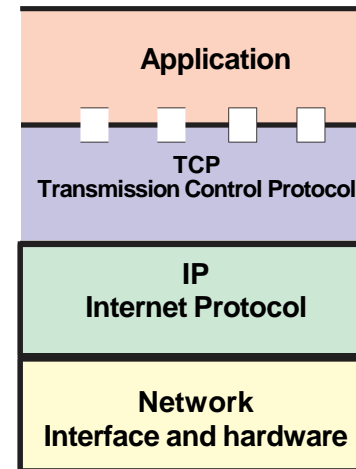 Application
TCP
Transmission Control Protocol
IP
Internet Protocol
Network
Interface and hardware